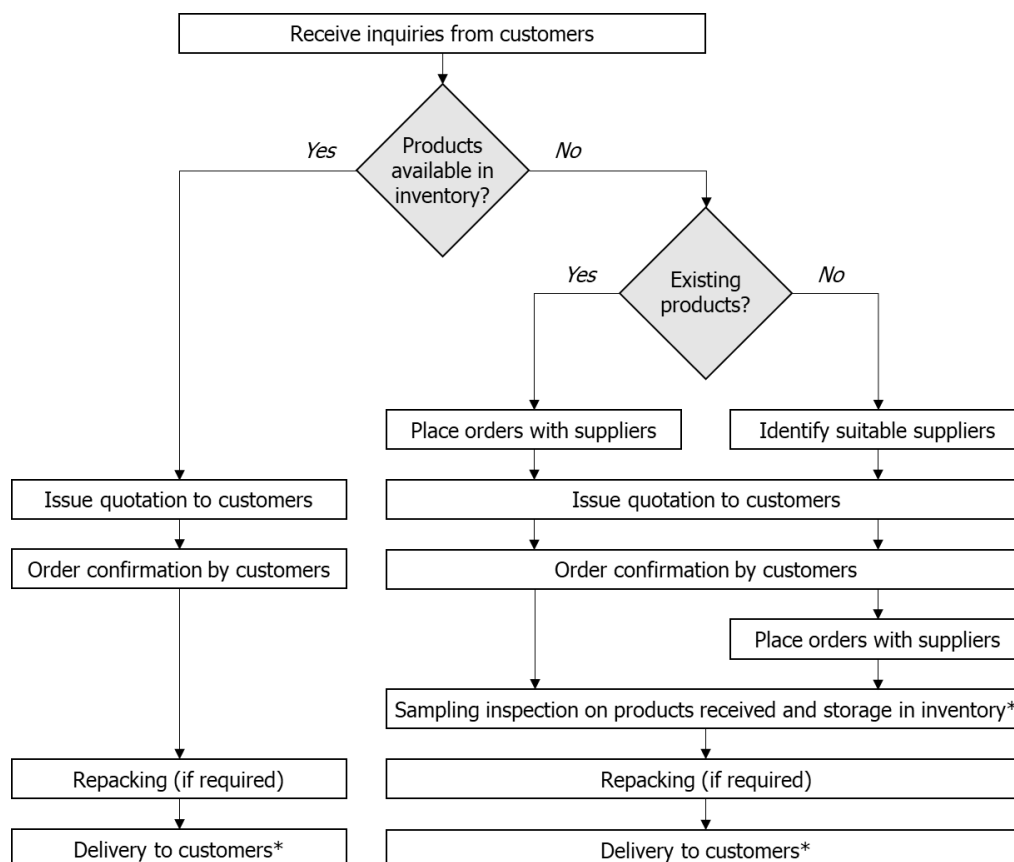 Receive inquiries from customers
Yes
Products
available in
inventory?
No
Yes
Existing
products?
No
Place orders with suppliers
Identify suitable suppliers
Issue quotation to customers
Issue quotation to customers
Order confirmation by customers
Order confirmation by customers
Place orders with suppliers
Sampling inspection on products received and storage in inventory*
Repacking (if required)
Repacking (if required)
Delivery to customers*
Delivery to customers*